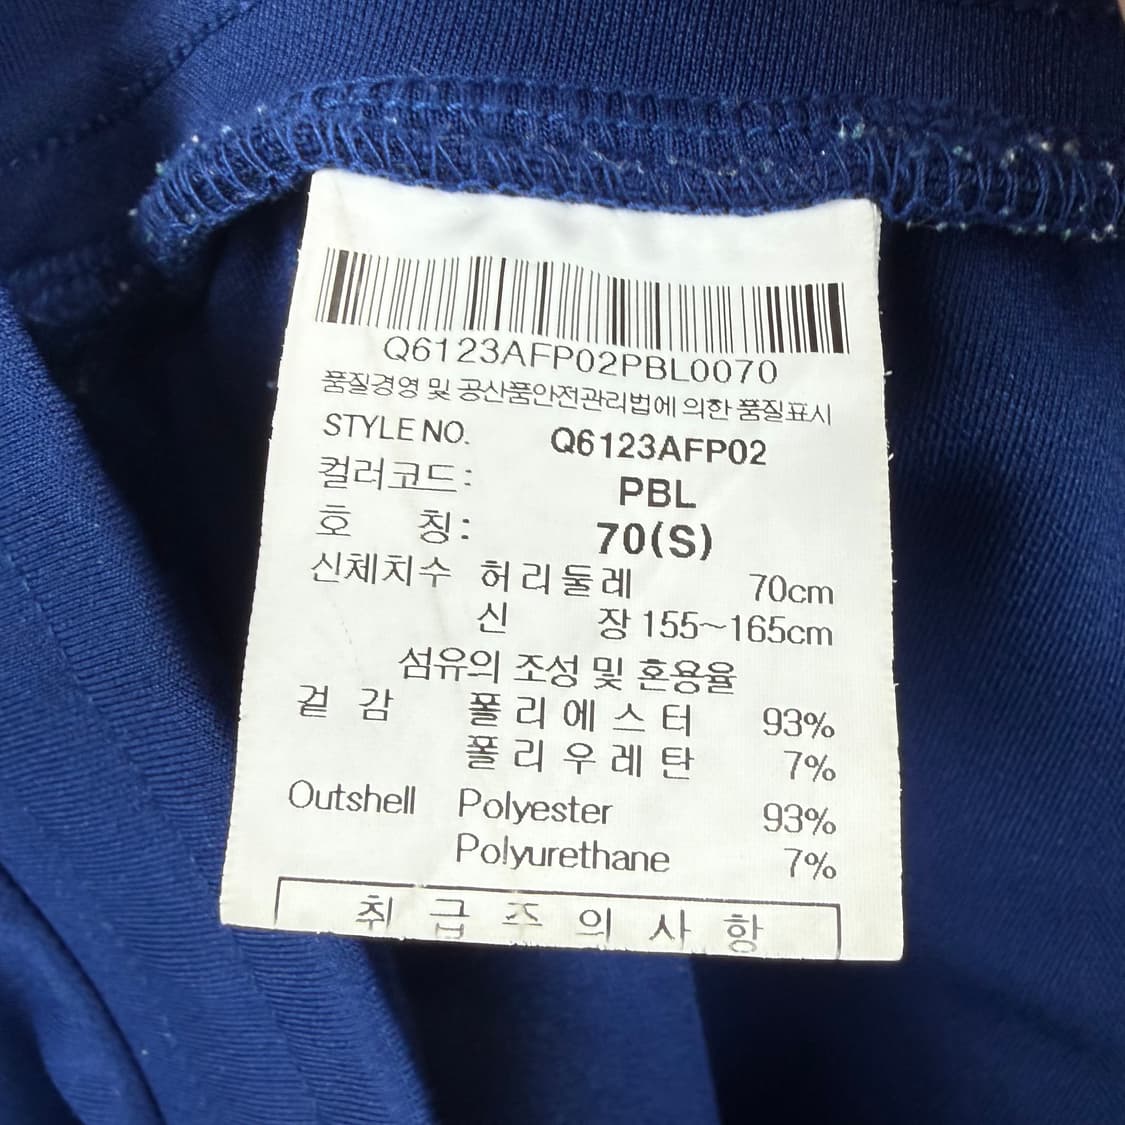 Q6123AFP02PBL0070
품질경영 및 공산품안전관리법에 의한 품질표시
STYLE NO. Q6123AFP02
컬러코드: PBL
호 칭: 70(S)
신체치수 허리둘레 70cm
신 장 155~165cm
섬유의 조성 및 혼용율
겉 감 폴리에스터 93%
폴리우레탄 7%
Outshell Polyester 93%
Polyurethane 7%
취급주의사항